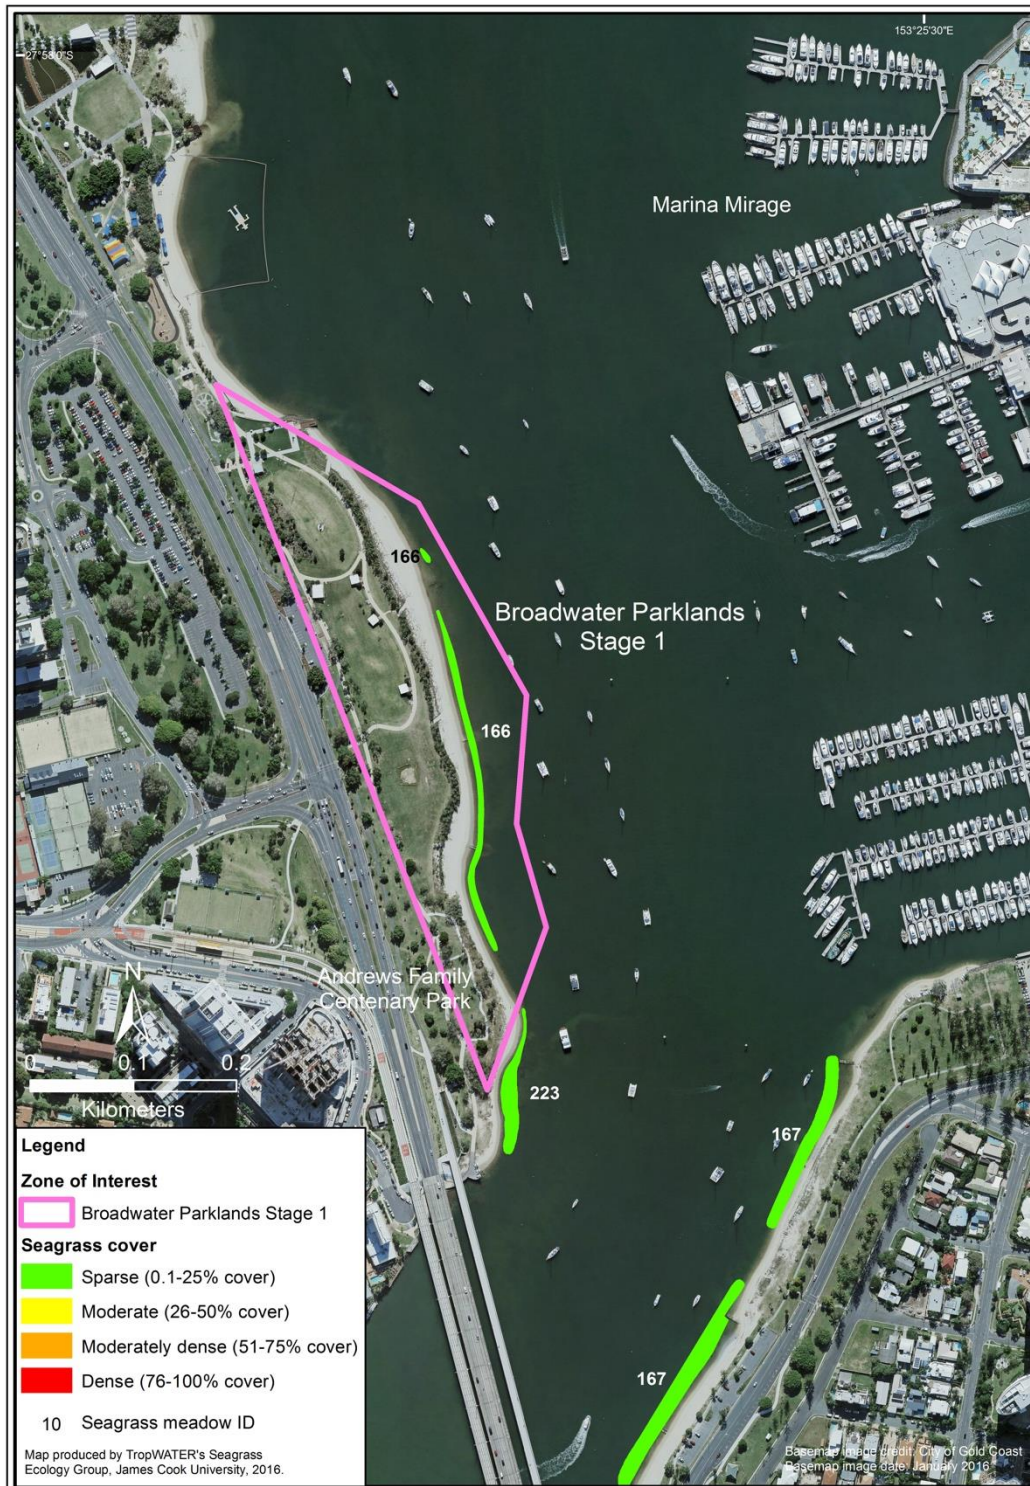 27°58'0"S
153°25'30"E
Marina Mirage
166
Broadwater Parklands
Stage 1
166
Andrews Family
Centenary Park
N
0 0.1 0.2
Kilometers
223
167
167
Legend
Zone of Interest
Broadwater Parklands Stage 1
Seagrass cover
Sparse (0.1-25% cover)
Moderate (26-50% cover)
Moderately dense (51-75% cover)
Dense (76-100% cover)
10 Seagrass meadow ID
Map produced by TropWATER's Seagrass
Ecology Group, James Cook University, 2016.
Basemap image credit: City of Gold Coast
Basemap image date: January 2016